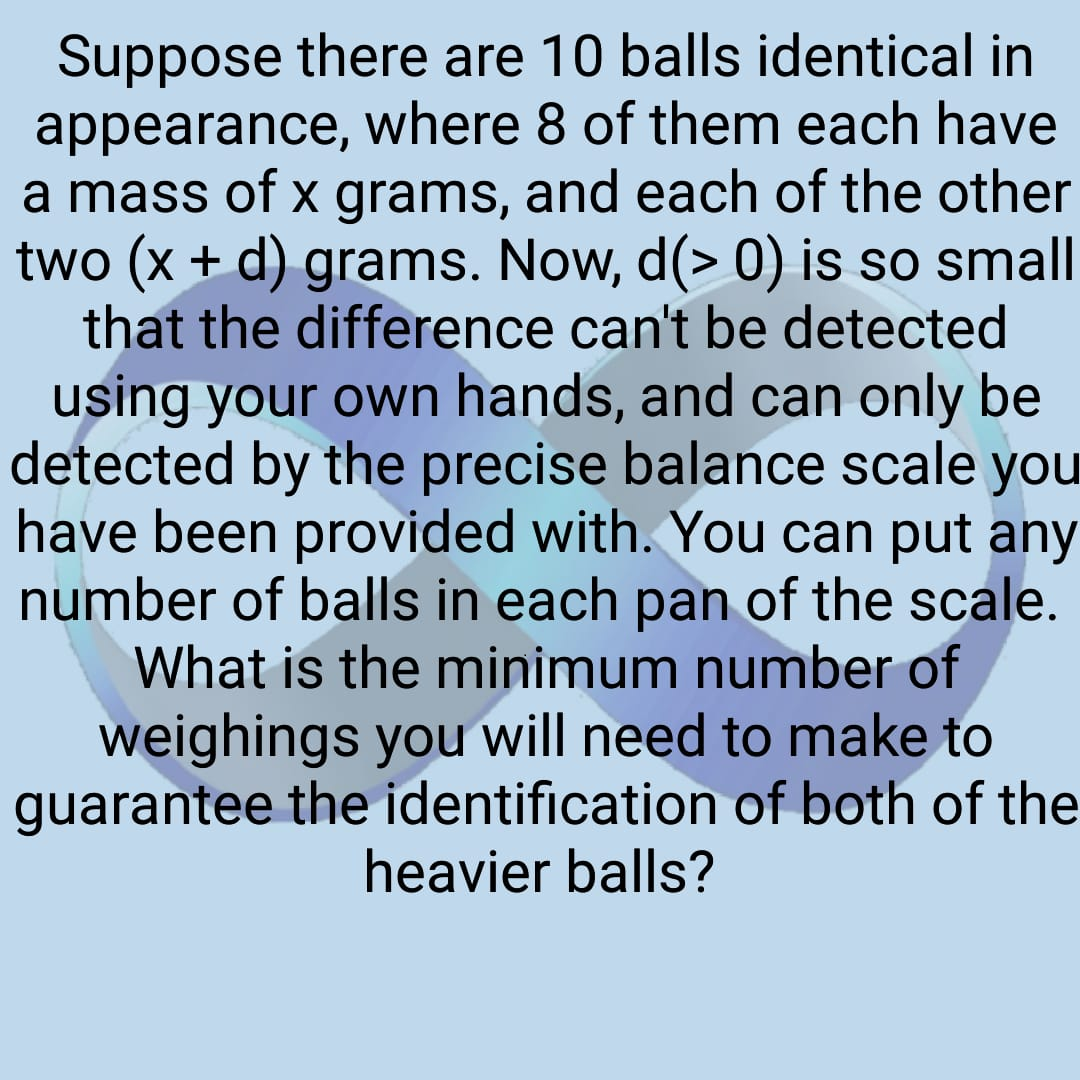 Suppose there are 10 balls identical in
appearance, where 8 of them each have
a mass of x grams, and each of the other
two (x + d) grams. Now, d(> 0) is so small
that the difference can't be detected
using your own hands, and can only be
detected by the precise balance scale you
have been provided with. You can put any
number of balls in each pan of the scale.
What is the minimum number of
weighings you will need to make to
guarantee the identification of both of the
heavier balls?